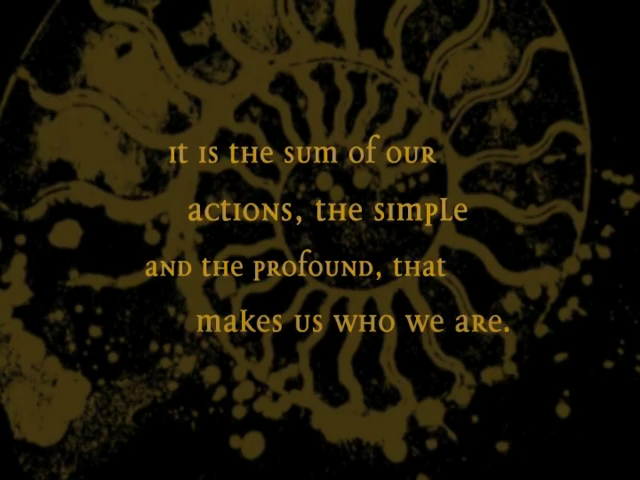 It is the sum of our
actions, the simple
and the profound, that
makes us who we are.